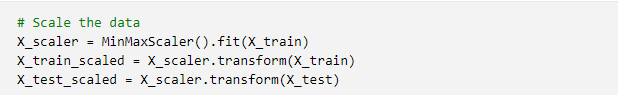 # Scale the data
X_scaler = MinMaxScaler().fit(X_train)
X_train_scaled = X_scaler.transform(X_train)
X_test_scaled = X_scaler.transform(X_test)